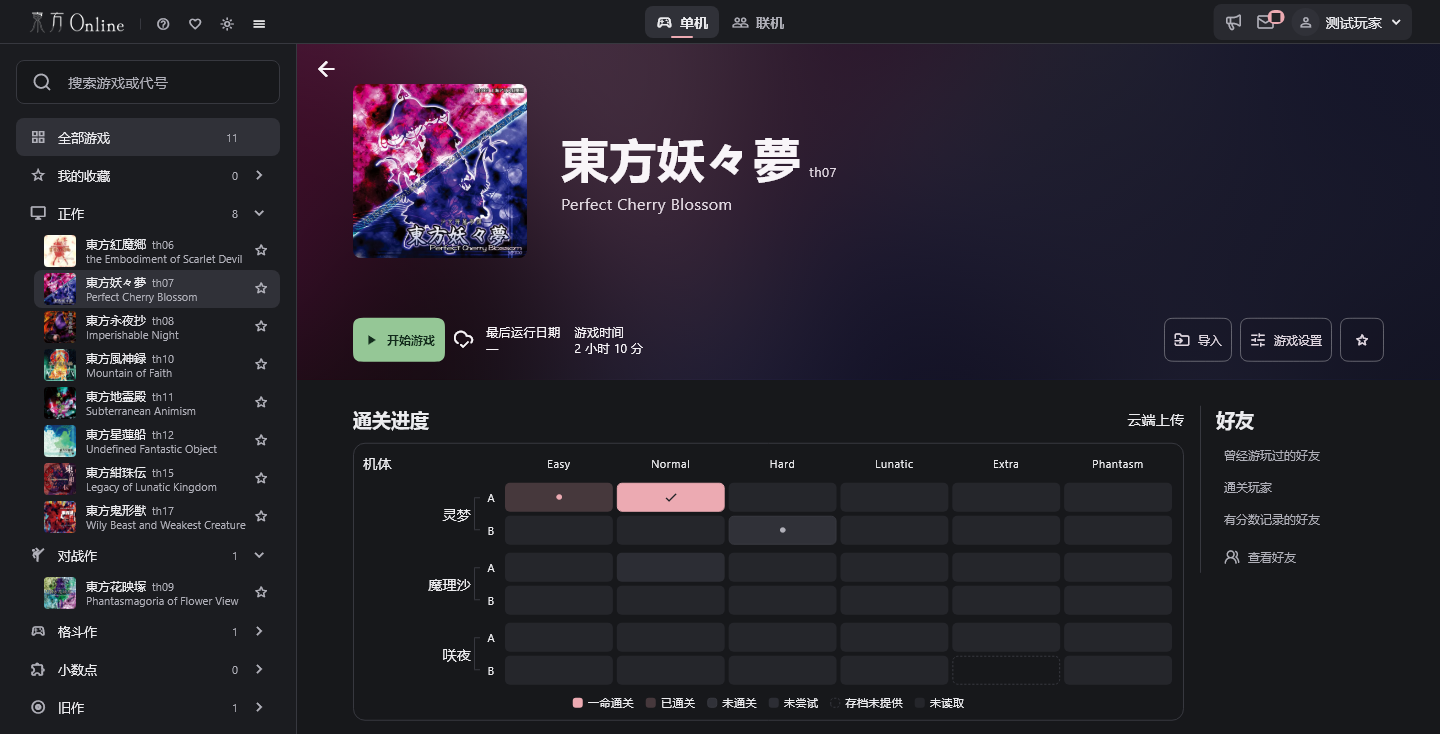 東方Online
单机
联机
测试玩家
搜索游戏或代号
全部游戏 11
我的收藏 0
正作 8
東方紅魔郷 th06
the Embodiment of Scarlet Devil
東方妖々夢 th07
Perfect Cherry Blossom
東方永夜抄 th08
Imperishable Night
東方風神録 th10
Mountain of Faith
東方地霊殿 th11
Subterranean Animism
東方星蓮船 th12
Undefined Fantastic Object
東方紺珠伝 th15
Legacy of Lunatic Kingdom
東方鬼形獣 th17
Wily Beast and Weakest Creature
对战作 1
東方花映塚 th09
Phantasmagoria of Flower View
格斗作 1
小数点 0
旧作 1
東方妖々夢
Perfect Cherry Blossom
東方妖々夢 th07
Perfect Cherry Blossom
开始游戏
最后运行日期
—
游戏时间
2 小时 10 分
导入
游戏设置
通关进度
云端上传
机体 Easy Normal Hard Lunatic Extra Phantasm
灵梦
A
B
魔理沙
A
B
咲夜
A
B
一命通关 已通关 未通关 未尝试 存档未提供 未读取
好友
曾经游玩过的好友
通关玩家
有分数记录的好友
查看好友